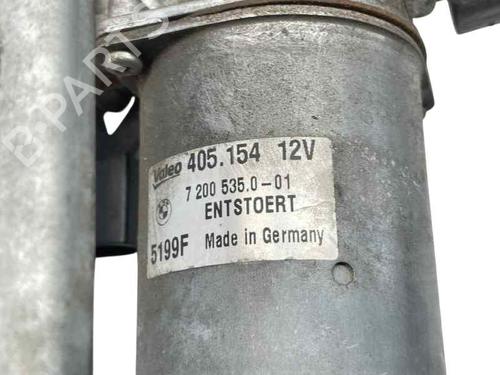 B-PARTS
Valeo 405.154 12V
7 200 535.0-01
ENTSTOERT
5199F Made in Germany